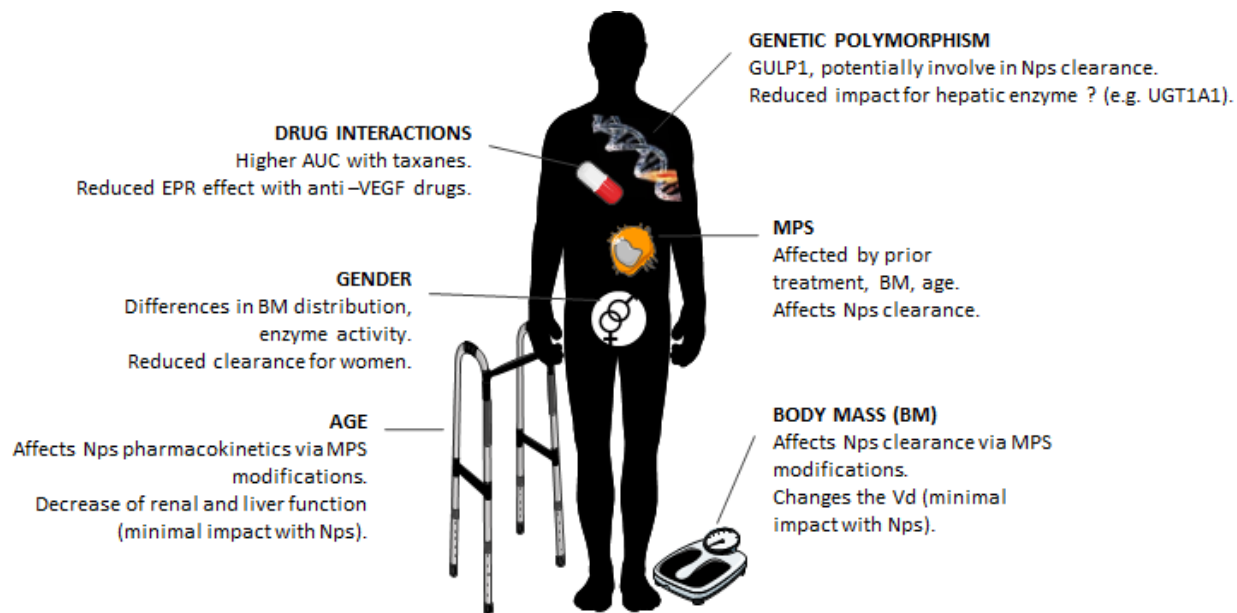 GENETIC POLYMORPHISM
GULP1, potentially involve in Nps clearance.
Reduced impact for hepatic enzyme ? (e.g. UGT1A1).
DRUG INTERACTIONS
Higher AUC with taxanes.
Reduced EPR effect with anti –VEGF drugs.
MPS
Affected by prior
treatment, BM, age.
Affects Nps clearance.
GENDER
Differences in BM distribution,
enzyme activity.
Reduced clearance for women.
AGE
Affects Nps pharmacokinetics via MPS
modifications.
Decrease of renal and liver function
(minimal impact with Nps).
BODY MASS (BM)
Affects Nps clearance via MPS
modifications.
Changes the Vd (minimal
impact with Nps).